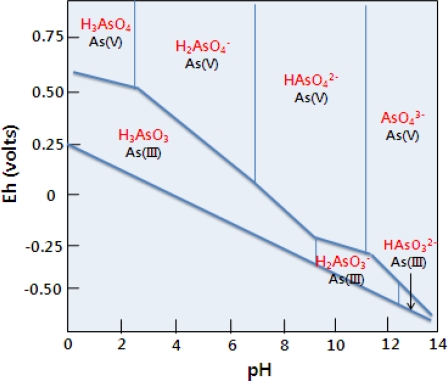 H₃AsO₄
As(V)
H₂AsO₄⁻
As(V)
HAsO₄²⁻
As(V)
AsO₄³⁻
As(V)
H₃AsO₃
As(III)
H₂AsO₃⁻
As(III)
HAsO₃²⁻
As(III)
Eh (volts)
0.75
0.50
0.25
0
-0.25
-0.50
0 2 4 6 8 10 12 14
pH